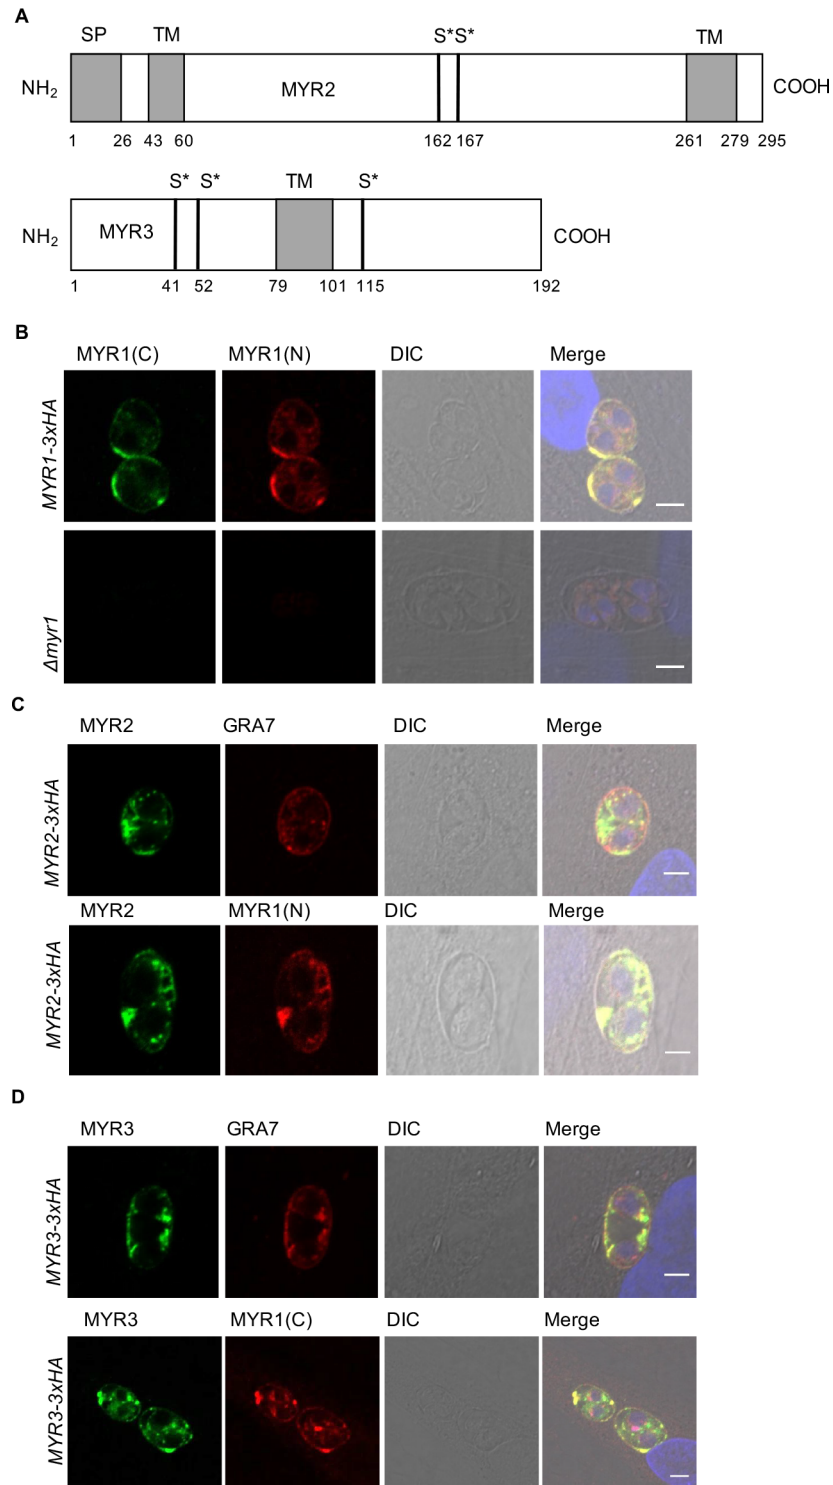 A
SP TM S*S* TM
NH2 MYR2 COOH
1 26 43 60 162 167 261 279 295
S* S* TM S*
NH2 MYR3 COOH
1 41 52 79 101 115 192
B
MYR1(C) MYR1(N) DIC Merge
MYR1-3xHA
Δmyr1
C
MYR2 GRA7 DIC Merge
MYR2-3xHA
MYR2 MYR1(N) DIC Merge
MYR2-3xHA
D
MYR3 GRA7 DIC Merge
MYR3-3xHA
MYR3 MYR1(C) DIC Merge
MYR3-3xHA